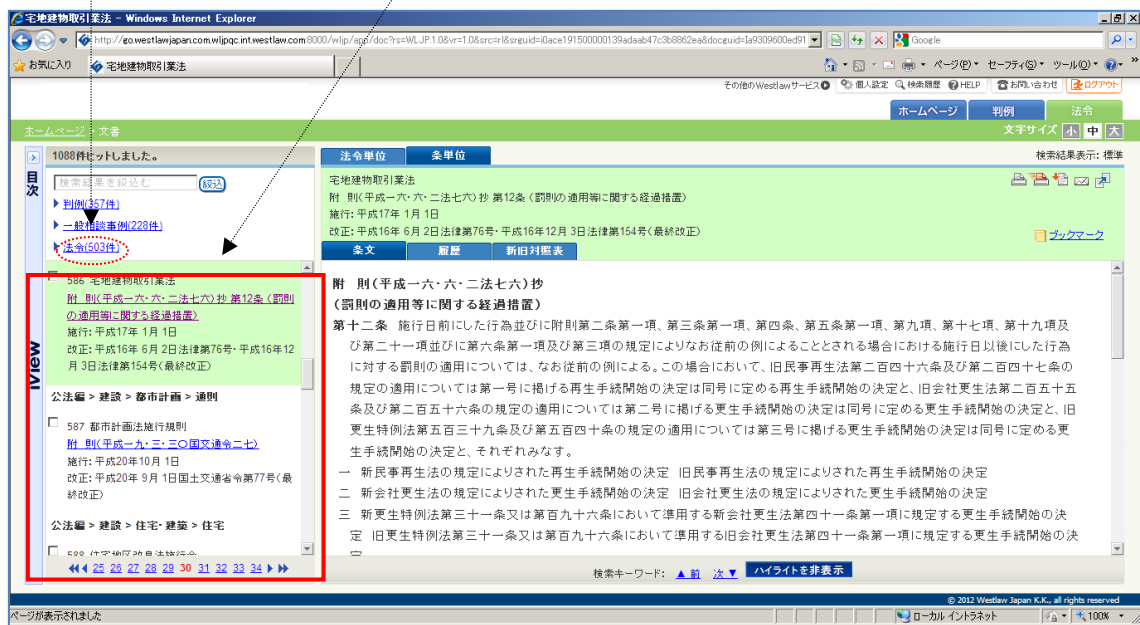 宅地建物取引業法 - Windows Internet Explorer
http://go.westlawjapan.com.wljpqc.int.westlaw.com:8000/wljp/app/doc?rs=WLJP.1.0&vr=1.0&src=rl&srguid=i0ace191500000139adaab47c3b8862ea&docguid=Ia9309600ed91
Google
お気に入り
宅地建物取引業法
ページ(P)
セーフティ(S)
ツール(O)
その他のWestlawサービス
個人設定
検索履歴
HELP
お問い合わせ
ログアウト
ホームページ
判例
法令
ホームページ > 文書
文字サイズ 小 中 大
目次
1088件ヒットしました。
検索結果を絞込む
絞込
判例(357件)
一般相談事例(228件)
法令(503件)
iView
586 宅地建物取引業法
附 則(平成一六・六・二法七六)抄 第12条(罰則の適用等に関する経過措置)
施行: 平成17年 1月 1日
改正: 平成16年 6月 2日法律第76号・平成16年12月 3日法律第154号(最終改正)
公法編 > 建設 > 都市計画 > 通則
587 都市計画法施行規則
附 則(平成一九・三・三〇国交通令二七)
施行: 平成20年10月 1日
改正: 平成20年 9月 1日国土交通省令第77号(最終改正)
公法編 > 建設 > 住宅・建築 > 住宅
588 住宅地区改良法施行令
25 26 27 28 29 30 31 32 33 34
法令単位
条単位
検索結果表示: 標準
宅地建物取引業法
附 則(平成一六・六・二法七六)抄 第12条(罰則の適用等に関する経過措置)
施行: 平成17年 1月 1日
改正: 平成16年 6月 2日法律第76号・平成16年12月 3日法律第154号(最終改正)
ブックマーク
条文
履歴
新旧対照表
附 則(平成一六・六・二法七六)抄
(罰則の適用等に関する経過措置)
第十二条 施行日前にした行為並びに附則第二条第一項、第三条第一項、第四条、第五条第一項、第九項、第十七項、第十九項及
び第二十一項並びに第六条第一項及び第三項の規定によりなお従前の例によることとされる場合における施行日以後にした行為
に対する罰則の適用については、なお従前の例による。この場合において、旧民事再生法第二百四十六条及び第二百四十七条の
規定の適用については第一号に掲げる再生手続開始の決定は同号に定める再生手続開始の決定と、旧会社更生法第二百五十五
条及び第二百五十六条の規定の適用については第二号に掲げる更生手続開始の決定は同号に定める更生手続開始の決定と、旧
更生特例法第五百三十九条及び第五百四十条の規定の適用については第三号に掲げる更生手続開始の決定は同号に定める更
生手続開始の決定と、それぞれみなす。
一 新民事再生法の規定によりされた再生手続開始の決定 旧民事再生法の規定によりされた再生手続開始の決定
二 新会社更生法の規定によりされた更生手続開始の決定 旧会社更生法の規定によりされた更生手続開始の決定
三 新更生特例法第三十一条又は第百九十六条において準用する新会社更生法第四十一条第一項に規定する更生手続開始の決
定 旧更生特例法第三十一条又は第百九十六条において準用する旧会社更生法第四十一条第一項に規定する更生手続開始の決
検索キーワード: ▲前 次▼ ハイライトを非表示
© 2012 Westlaw Japan K.K., all rights reserved
ページが表示されました
ローカル イントラネット
100%